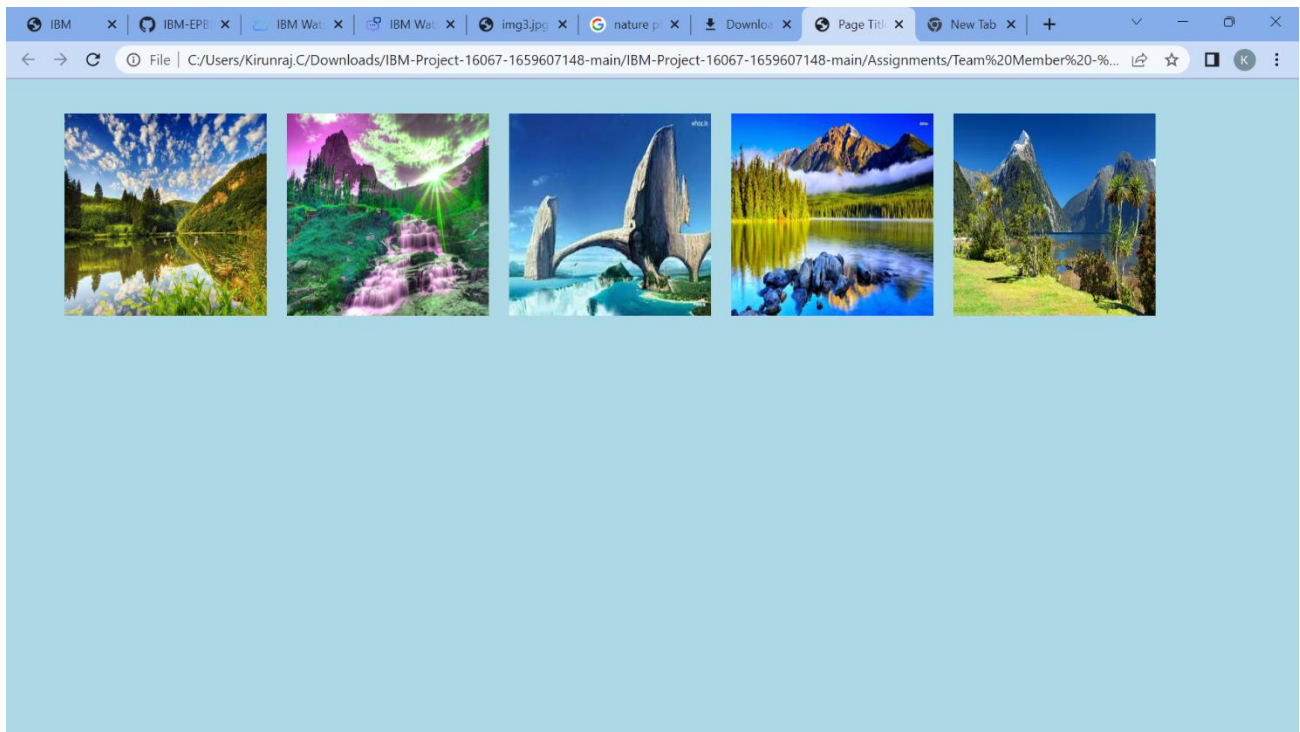 IBM
IBM-EPB
IBM Wat
IBM Wat
img3.jpg
nature p
Downloa
Page Titl
New Tab
File
C:/Users/Kirunraj.C/Downloads/IBM-Project-16067-1659607148-main/IBM-Project-16067-1659607148-main/Assignments/Team%20Member%20-%...
K